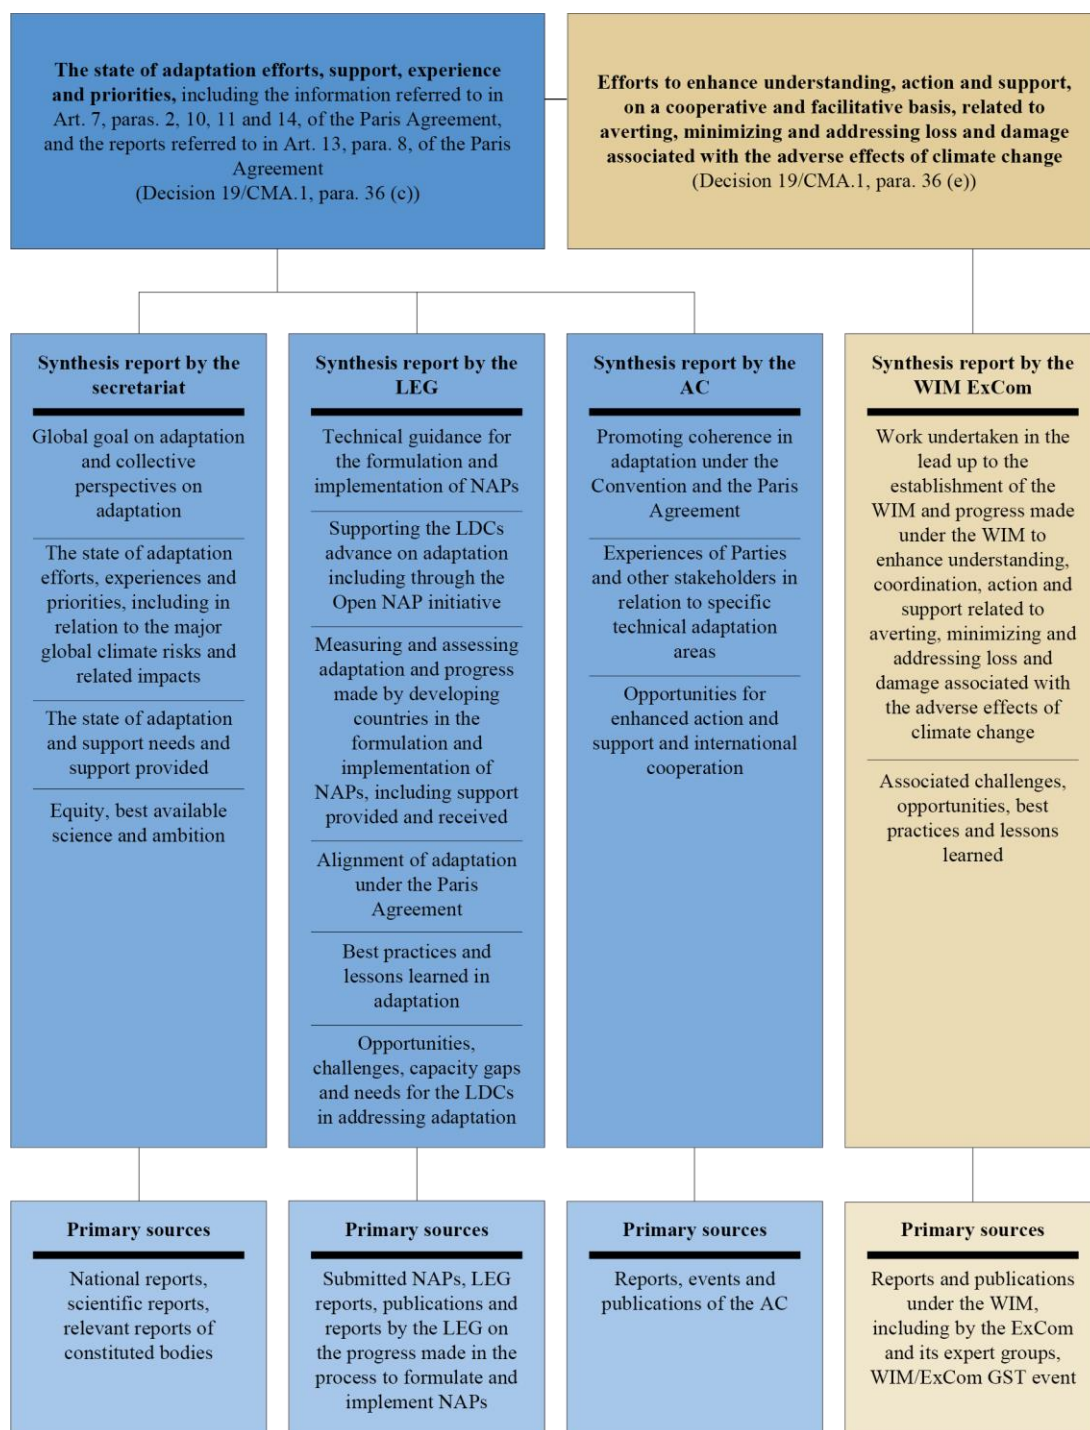 The state of adaptation efforts, support, experience
and priorities, including the information referred to in
Art. 7, paras. 2, 10, 11 and 14, of the Paris Agreement,
and the reports referred to in Art. 13, para. 8, of the Paris
Agreement
(Decision 19/CMA.1, para. 36 (c))
Efforts to enhance understanding, action and support,
on a cooperative and facilitative basis, related to
averting, minimizing and addressing loss and damage
associated with the adverse effects of climate change
(Decision 19/CMA.1, para. 36 (e))
Synthesis report by the
secretariat
Global goal on adaptation
and collective
perspectives on
adaptation
The state of adaptation
efforts, experiences and
priorities, including in
relation to the major
global climate risks and
related impacts
The state of adaptation
and support needs and
support provided
Equity, best available
science and ambition
Synthesis report by the
LEG
Technical guidance for
the formulation and
implementation of NAPs
Supporting the LDCs
advance on adaptation
including through the
Open NAP initiative
Measuring and assessing
adaptation and progress
made by developing
countries in the
formulation and
implementation of
NAPs, including support
provided and received
Alignment of adaptation
under the Paris
Agreement
Best practices and
lessons learned in
adaptation
Opportunities,
challenges, capacity gaps
and needs for the LDCs
in addressing adaptation
Synthesis report by the
AC
Promoting coherence in
adaptation under the
Convention and the Paris
Agreement
Experiences of Parties
and other stakeholders in
relation to specific
technical adaptation
areas
Opportunities for
enhanced action and
support and international
cooperation
Synthesis report by the
WIM ExCom
Work undertaken in the
lead up to the
establishment of the
WIM and progress made
under the WIM to
enhance understanding,
coordination, action and
support related to
averting, minimizing and
addressing loss and
damage associated with
the adverse effects of
climate change
Associated challenges,
opportunities, best
practices and lessons
learned
Primary sources
National reports,
scientific reports,
relevant reports of
constituted bodies
Primary sources
Submitted NAPs, LEG
reports, publications and
reports by the LEG on
the progress made in the
process to formulate and
implement NAPs
Primary sources
Reports, events and
publications of the AC
Primary sources
Reports and publications
under the WIM,
including by the ExCom
and its expert groups,
WIM/ExCom GST event